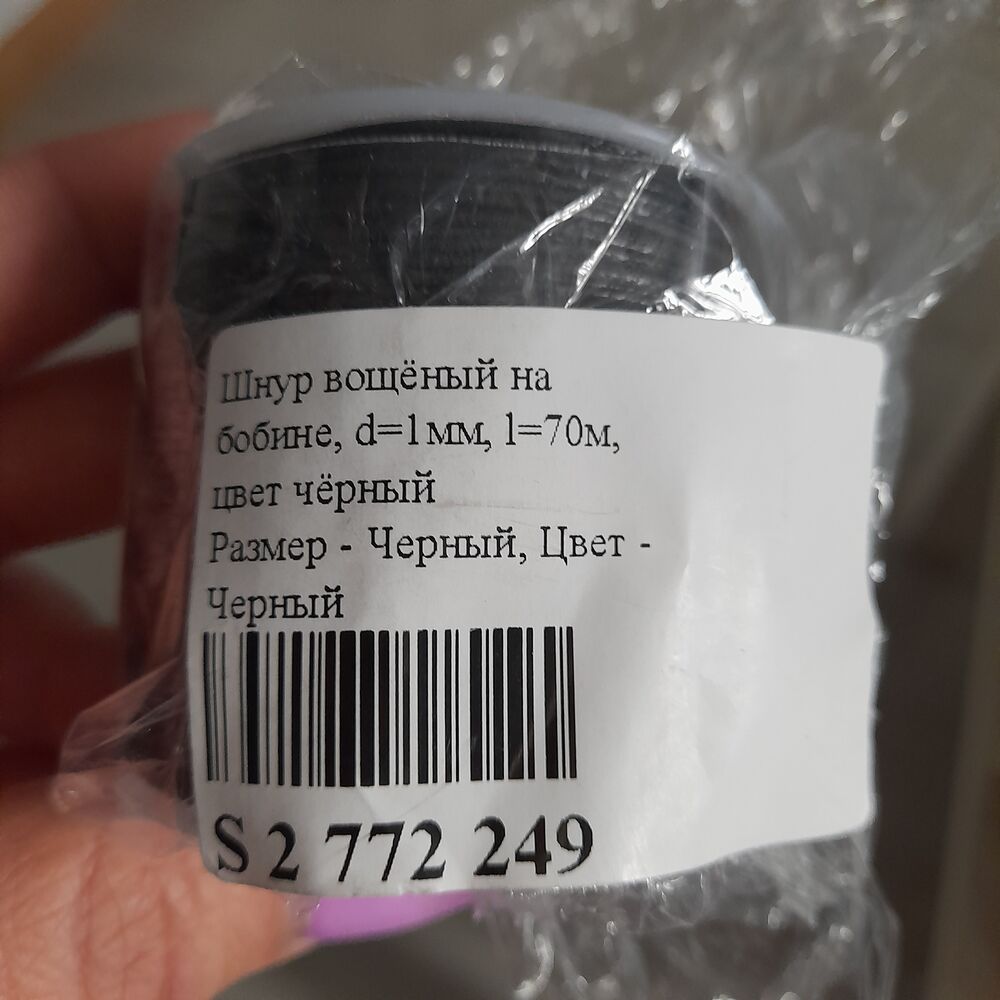 Шнур вощёный на
бобине, d=1мм, l=70м,
цвет чёрный
Размер - Черный, Цвет -
Черный
S 2 772 249